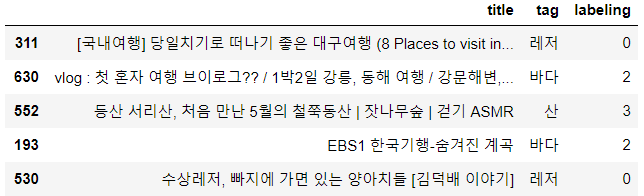 title tag labeling
311 [국내여행] 당일치기로 떠나기 좋은 대구여행 (8 Places to visit in... 레저 0
630 vlog : 첫 혼자 여행 브이로그?? / 1박2일 강릉, 동해 여행 / 강문해변,... 바다 2
552 등산 서리산, 처음 만난 5월의 철쭉동산 | 잣나무숲 | 걷기 ASMR 산 3
193 EBS1 한국기행-숨겨진 계곡 바다 2
530 수상레저, 빠지에 가면 있는 양아치들 [김덕배 이야기] 레저 0